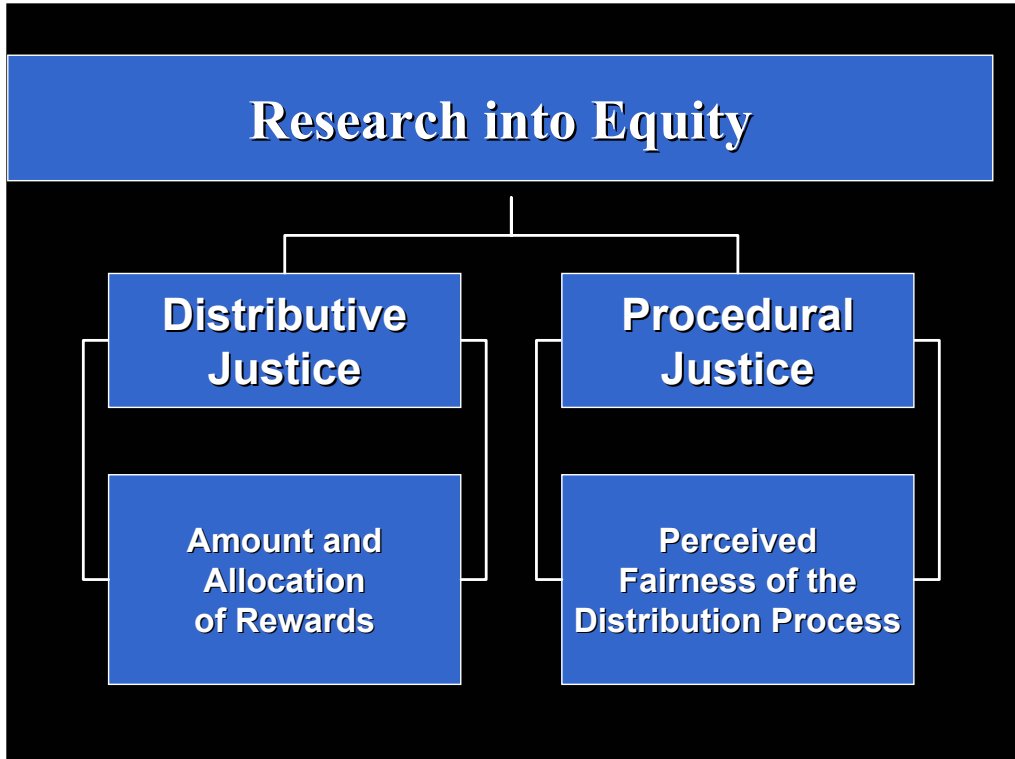 Research into Equity
Distributive
Justice
Procedural
Justice
Amount and
Allocation
of Rewards
Perceived
Fairness of the
Distribution Process